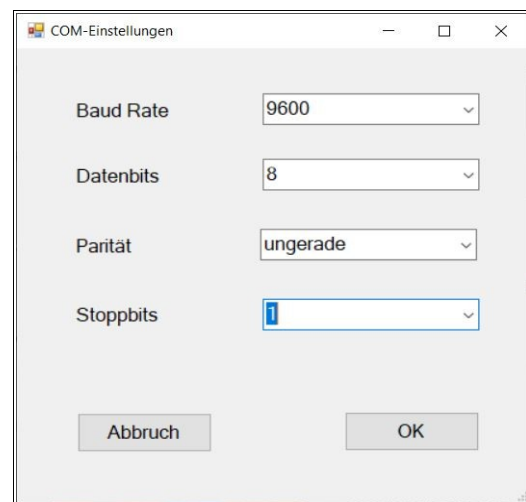 COM-Einstellungen
Baud Rate 9600
Datenbits 8
Parität ungerade
Stoppbits 1
Abbruch OK